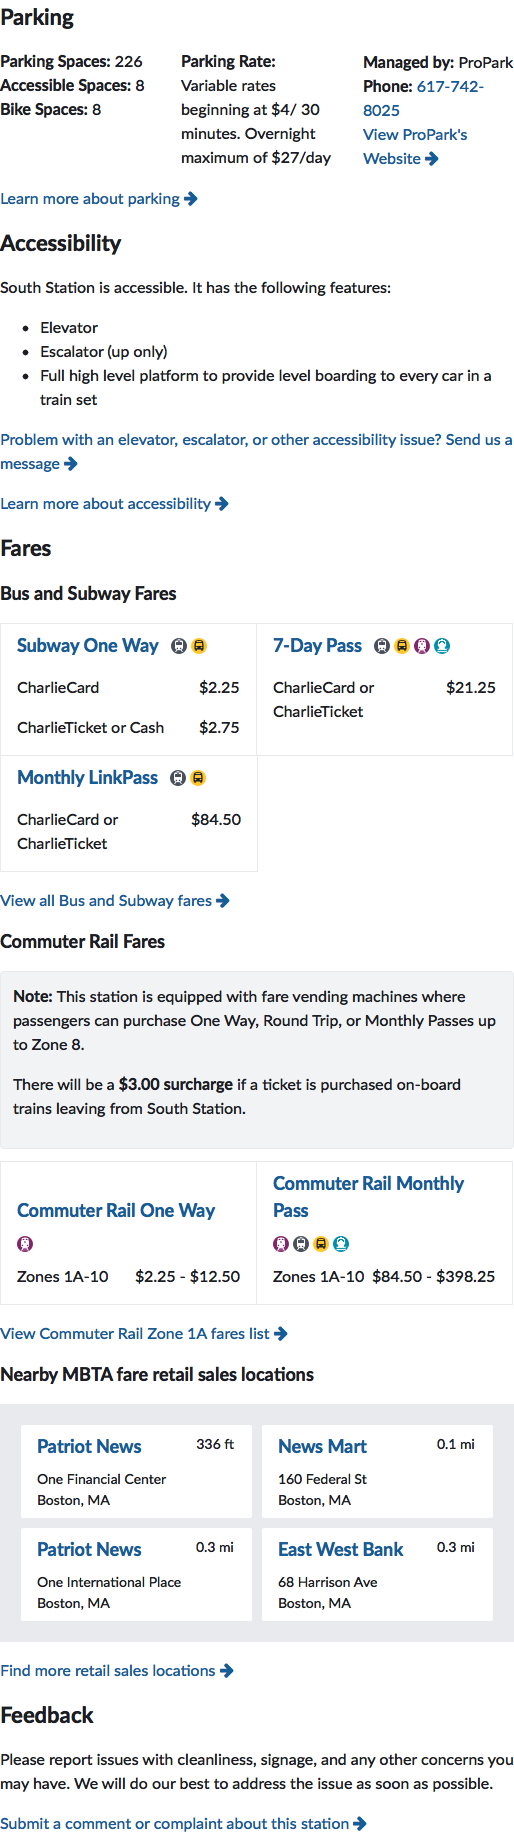 Parking
Parking Spaces: 226
Accessible Spaces: 8
Bike Spaces: 8
Parking Rate:
Variable rates
beginning at $4/ 30
minutes. Overnight
maximum of $27/day
Managed by: ProPark
Phone: 617-742-
8025
View ProPark's
Website
Learn more about parking
Accessibility
South Station is accessible. It has the following features:
Elevator
Escalator (up only)
Full high level platform to provide level boarding to every car in a
train set
Problem with an elevator, escalator, or other accessibility issue? Send us a
message
Learn more about accessibility
Fares
Bus and Subway Fares
Subway One Way
CharlieCard $2.25
CharlieTicket or Cash $2.75
7-Day Pass
CharlieCard or $21.25
CharlieTicket
Monthly LinkPass
CharlieCard or $84.50
CharlieTicket
View all Bus and Subway fares
Commuter Rail Fares
Note: This station is equipped with fare vending machines where
passengers can purchase One Way, Round Trip, or Monthly Passes up
to Zone 8.
There will be a $3.00 surcharge if a ticket is purchased on-board
trains leaving from South Station.
Commuter Rail One Way
Zones 1A-10 $2.25 - $12.50
Commuter Rail Monthly
Pass
Zones 1A-10 $84.50 - $398.25
View Commuter Rail Zone 1A fares list
Nearby MBTA fare retail sales locations
Patriot News 336 ft
One Financial Center
Boston, MA
News Mart 0.1 mi
160 Federal St
Boston, MA
Patriot News 0.3 mi
One International Place
Boston, MA
East West Bank 0.3 mi
68 Harrison Ave
Boston, MA
Find more retail sales locations
Feedback
Please report issues with cleanliness, signage, and any other concerns you
may have. We will do our best to address the issue as soon as possible.
Submit a comment or complaint about this station